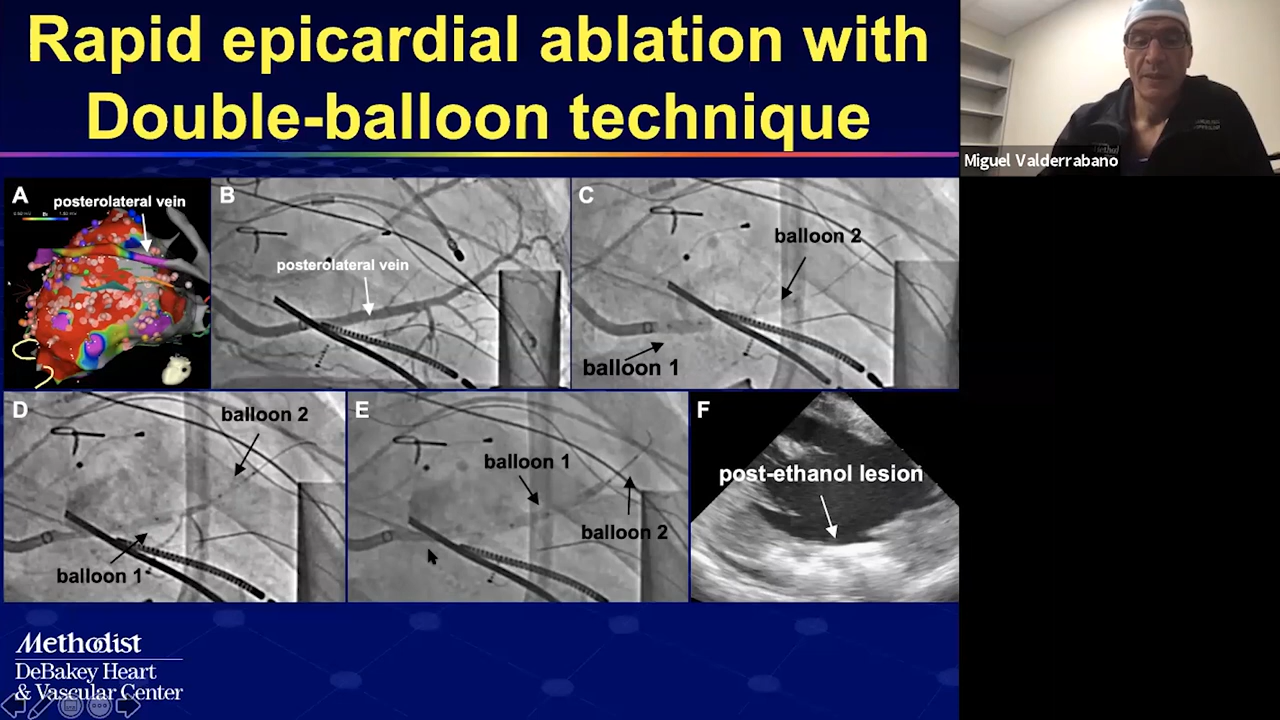 Rapid epicardial ablation with
Double-balloon technique
Miguel Valderrabano
A
posterolateral vein
B
posterolateral vein
C
balloon 2
balloon 1
D
balloon 2
balloon 1
E
balloon 1
balloon 2
F
post-ethanol lesion
Methodist
DeBakey Heart
& Vascular Center